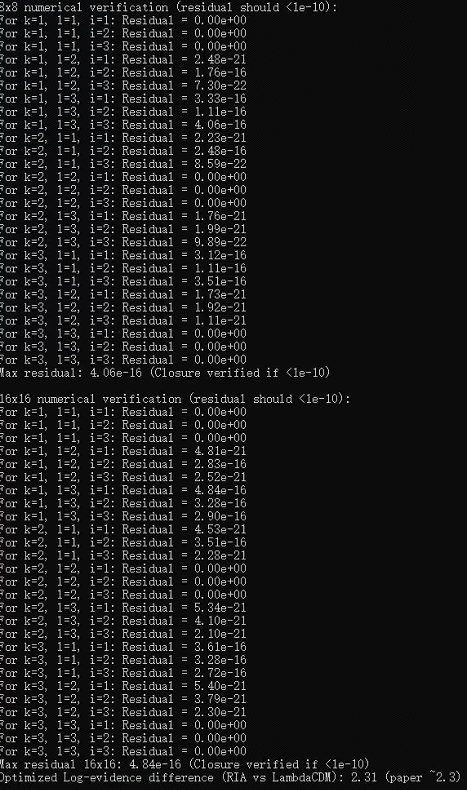 8x8 numerical verification (residual should <1e-10):
For k=1, l=1, i=1: Residual = 0.00e+00
For k=1, l=1, i=2: Residual = 0.00e+00
For k=1, l=1, i=3: Residual = 0.00e+00
For k=1, l=2, i=1: Residual = 2.48e-21
For k=1, l=2, i=2: Residual = 1.76e-16
For k=1, l=2, i=3: Residual = 7.30e-22
For k=1, l=3, i=1: Residual = 3.33e-16
For k=1, l=3, i=2: Residual = 1.11e-16
For k=1, l=3, i=3: Residual = 4.06e-16
For k=2, l=1, i=1: Residual = 2.23e-21
For k=2, l=1, i=2: Residual = 2.48e-16
For k=2, l=1, i=3: Residual = 8.59e-22
For k=2, l=2, i=1: Residual = 0.00e+00
For k=2, l=2, i=2: Residual = 0.00e+00
For k=2, l=2, i=3: Residual = 0.00e+00
For k=2, l=3, i=1: Residual = 1.76e-21
For k=2, l=3, i=2: Residual = 1.99e-21
For k=2, l=3, i=3: Residual = 9.89e-22
For k=3, l=1, i=1: Residual = 3.12e-16
For k=3, l=1, i=2: Residual = 1.11e-16
For k=3, l=1, i=3: Residual = 3.51e-16
For k=3, l=2, i=1: Residual = 1.73e-21
For k=3, l=2, i=2: Residual = 1.92e-21
For k=3, l=2, i=3: Residual = 1.11e-21
For k=3, l=3, i=1: Residual = 0.00e+00
For k=3, l=3, i=2: Residual = 0.00e+00
For k=3, l=3, i=3: Residual = 0.00e+00
Max residual: 4.06e-16 (Closure verified if <1e-10)
16x16 numerical verification (residual should <1e-10):
For k=1, l=1, i=1: Residual = 0.00e+00
For k=1, l=1, i=2: Residual = 0.00e+00
For k=1, l=1, i=3: Residual = 0.00e+00
For k=1, l=2, i=1: Residual = 4.81e-21
For k=1, l=2, i=2: Residual = 2.83e-16
For k=1, l=2, i=3: Residual = 2.52e-21
For k=1, l=3, i=1: Residual = 4.84e-16
For k=1, l=3, i=2: Residual = 3.28e-16
For k=1, l=3, i=3: Residual = 2.90e-16
For k=2, l=1, i=1: Residual = 4.53e-21
For k=2, l=1, i=2: Residual = 3.51e-16
For k=2, l=1, i=3: Residual = 2.28e-21
For k=2, l=2, i=1: Residual = 0.00e+00
For k=2, l=2, i=2: Residual = 0.00e+00
For k=2, l=2, i=3: Residual = 0.00e+00
For k=2, l=3, i=1: Residual = 5.34e-21
For k=2, l=3, i=2: Residual = 4.10e-21
For k=2, l=3, i=3: Residual = 2.10e-21
For k=3, l=1, i=1: Residual = 3.61e-16
For k=3, l=1, i=2: Residual = 3.28e-16
For k=3, l=1, i=3: Residual = 2.72e-16
For k=3, l=2, i=1: Residual = 5.40e-21
For k=3, l=2, i=2: Residual = 3.79e-21
For k=3, l=2, i=3: Residual = 2.30e-21
For k=3, l=3, i=1: Residual = 0.00e+00
For k=3, l=3, i=2: Residual = 0.00e+00
For k=3, l=3, i=3: Residual = 0.00e+00
Max residual 16x16: 4.84e-16 (Closure verified if <1e-10)
Optimized Log-evidence difference (RIA vs LambdaCDM): 2.31 (paper ~2.3)